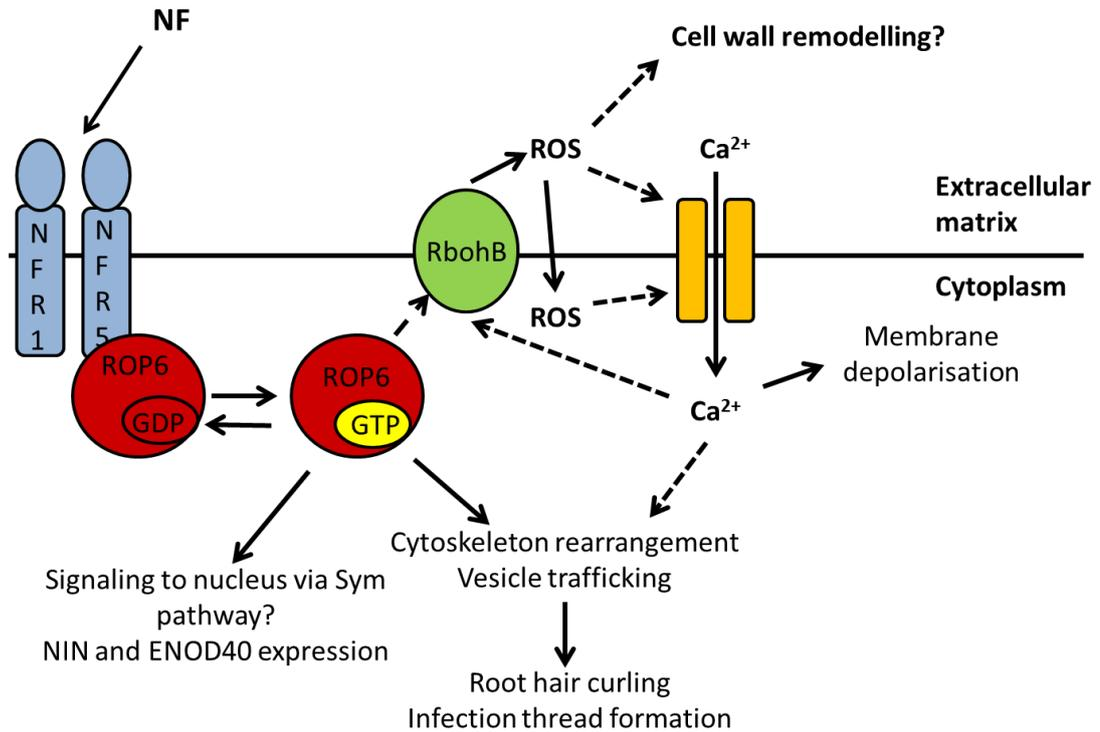 NF
Cell wall remodelling?
ROS
Ca²⁺
Extracellular
matrix
N
F
R
1
N
F
R
5
RbohB
Cytoplasm
ROS
Membrane
depolarisation
ROP6
GDP
ROP6
GTP
Ca²⁺
Cytoskeleton rearrangement
Vesicle trafficking
Signaling to nucleus via Sym
pathway?
NIN and ENOD40 expression
Root hair curling
Infection thread formation